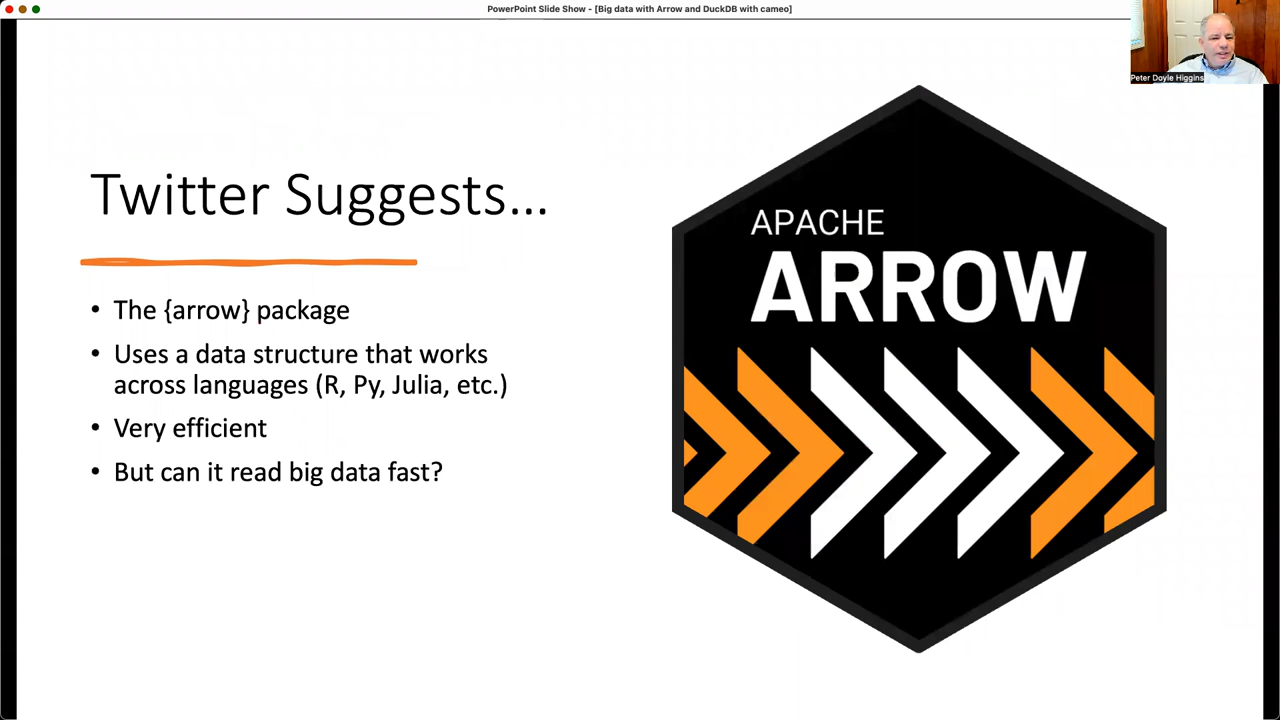 PowerPoint Slide Show - [Big data with Arrow and DuckDB with cameo]
Peter Doyle Higgins
Twitter Suggests...
• The {arrow} package
• Uses a data structure that works
across languages (R, Py, Julia, etc.)
• Very efficient
• But can it read big data fast?
APACHE
ARROW